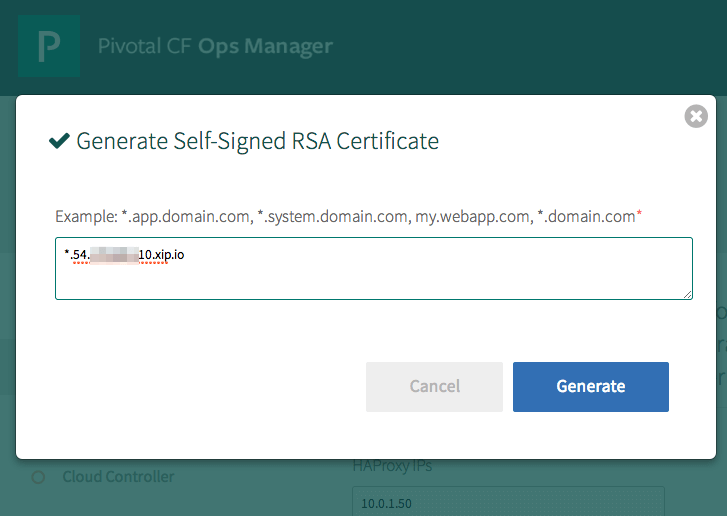 P
Pivotal CF Ops Manager
Generate Self-Signed RSA Certificate
Example: *.app.domain.com, *.system.domain.com, my.webapp.com, *.domain.com*
*.54. 10.xip.io
Cancel
Generate
Cloud Controller
HAProxy IPs
10.0.1.50